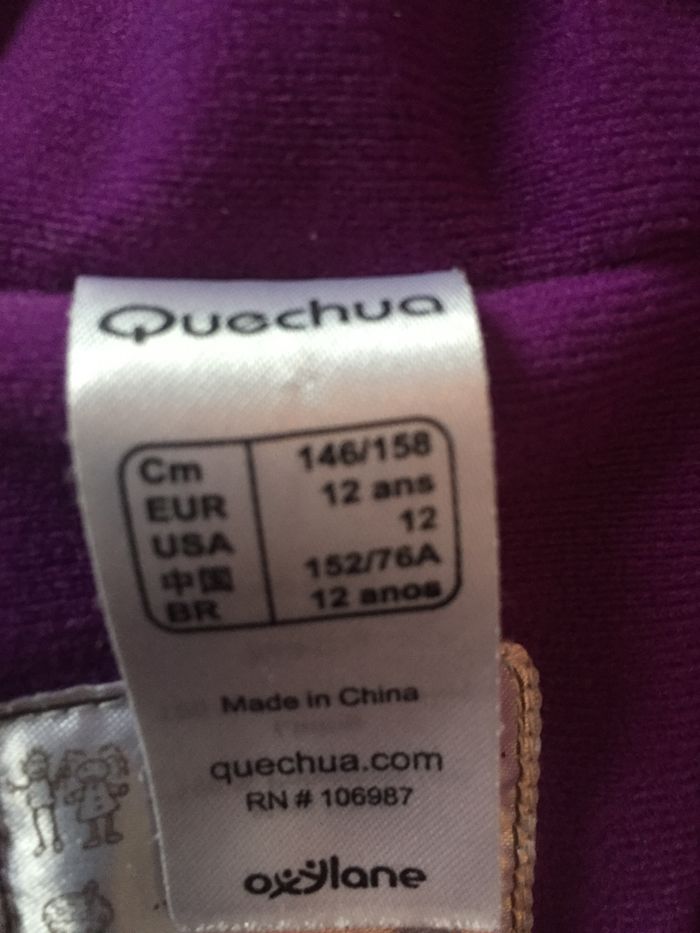 Quechua
Cm 146/158
EUR 12 ans
USA 12
中国 152/76A
BR 12 anos
Made in China
quechua.com
RN # 106987
oxylane